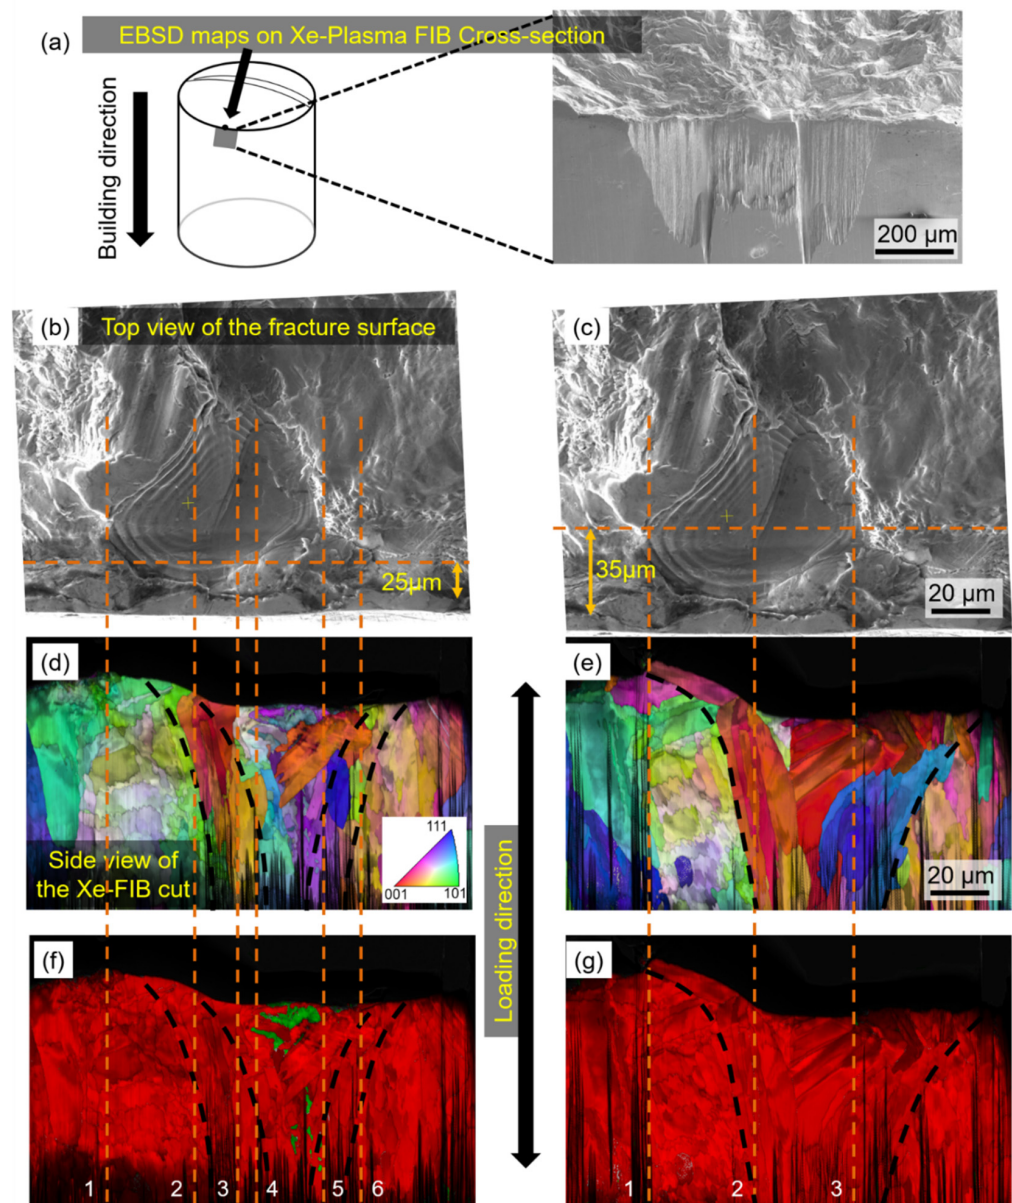 (a)
EBSD maps on Xe-Plasma FIB Cross-section
Building direction
200 μm
(b)
Top view of the fracture surface
25μm
(c)
35μm
20 μm
(d)
Side view of
the Xe-FIB cut
111
001
101
(e)
20 μm
Loading direction
(f)
1 2 3 4 5 6
(g)
1 2 3